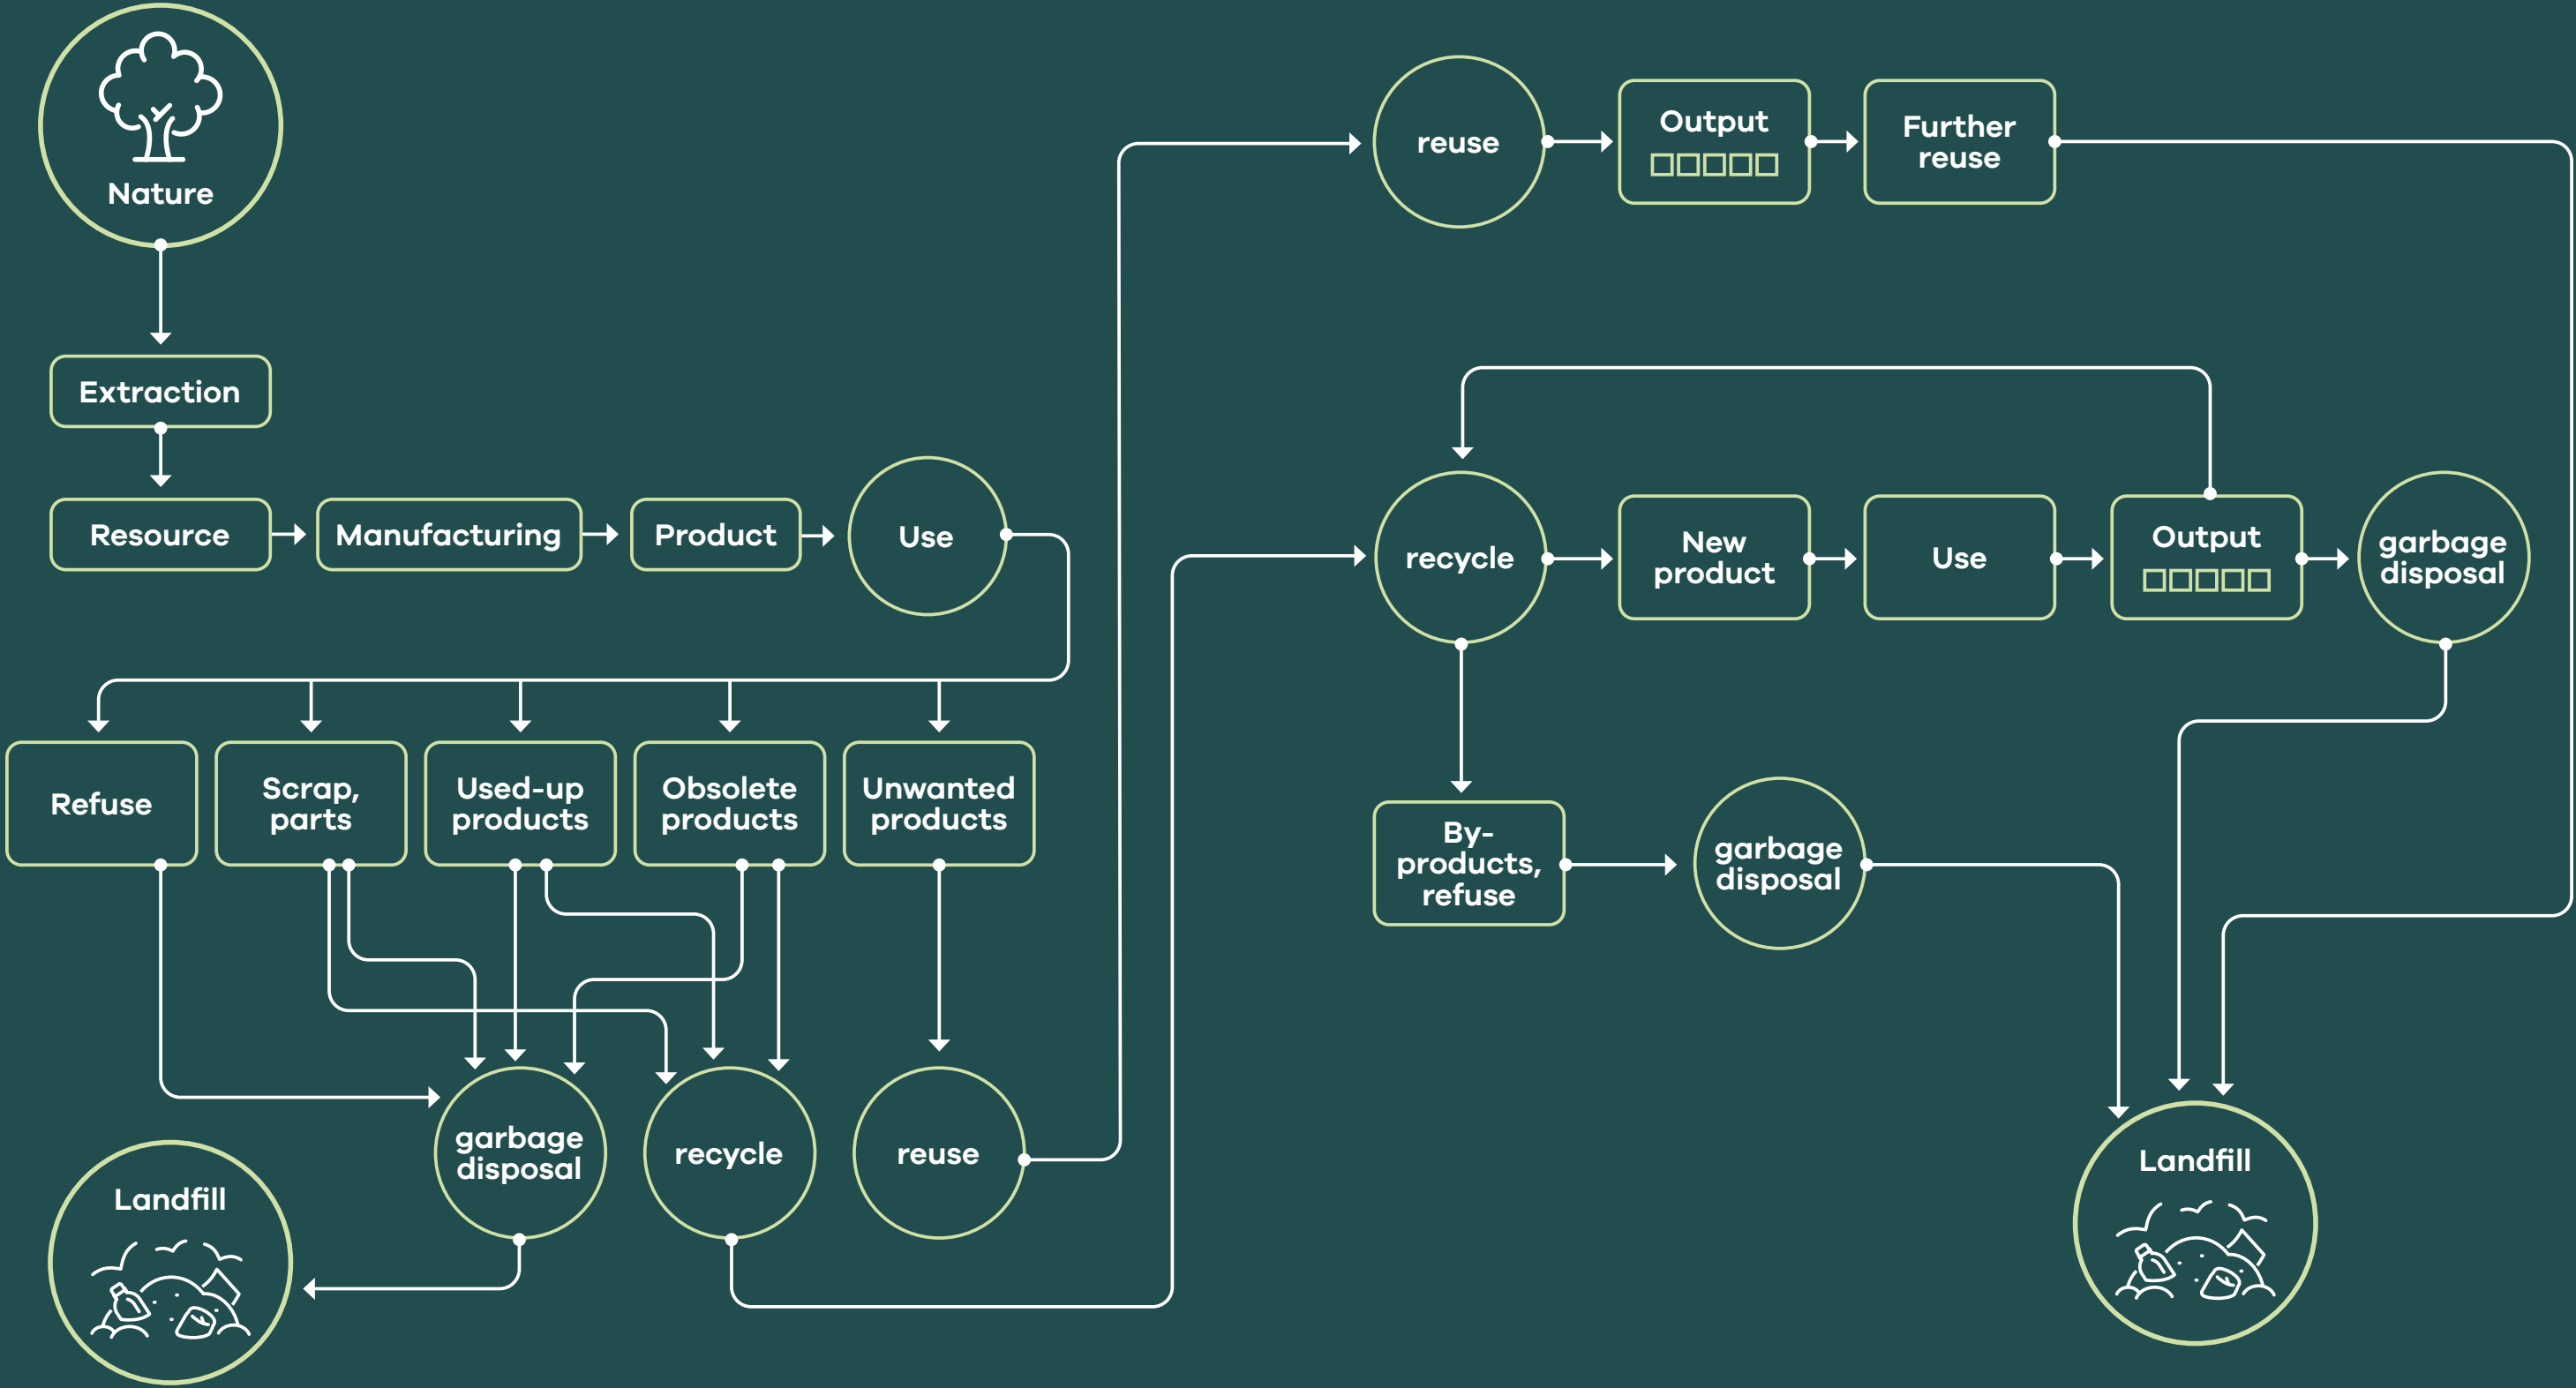 Nature
Extraction
Resource
Manufacturing
Product
Use
Refuse
Scrap,
parts
Used-up
products
Obsolete
products
Unwanted
products
garbage
disposal
recycle
reuse
Landfill
reuse
Output
Further
reuse
recycle
New
product
Use
Output
garbage
disposal
By-
products,
refuse
garbage
disposal
Landfill